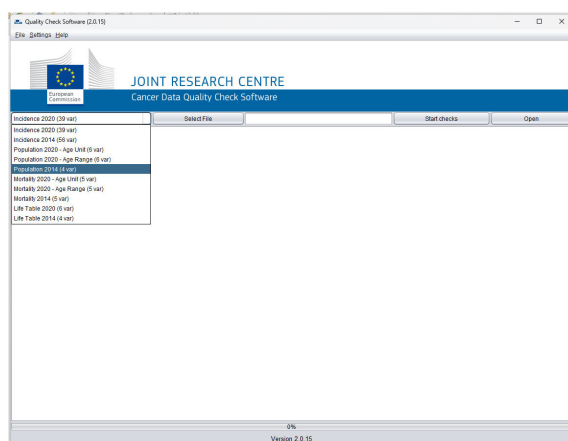 Quality Check Software (2.0.15)
File Settings Help
European
Commission
JOINT RESEARCH CENTRE
Cancer Data Quality Check Software
Incidence 2020 (39 var)
Select File
Start checks
Open
Incidence 2020 (39 var)
Incidence 2014 (56 var)
Population 2020 - Age Unit (6 var)
Population 2020 - Age Range (6 var)
Population 2014 (4 var)
Mortality 2020 - Age Unit (5 var)
Mortality 2020 - Age Range (5 var)
Mortality 2014 (5 var)
Life Table 2020 (6 var)
Life Table 2014 (4 var)
0%
Version 2.0.15